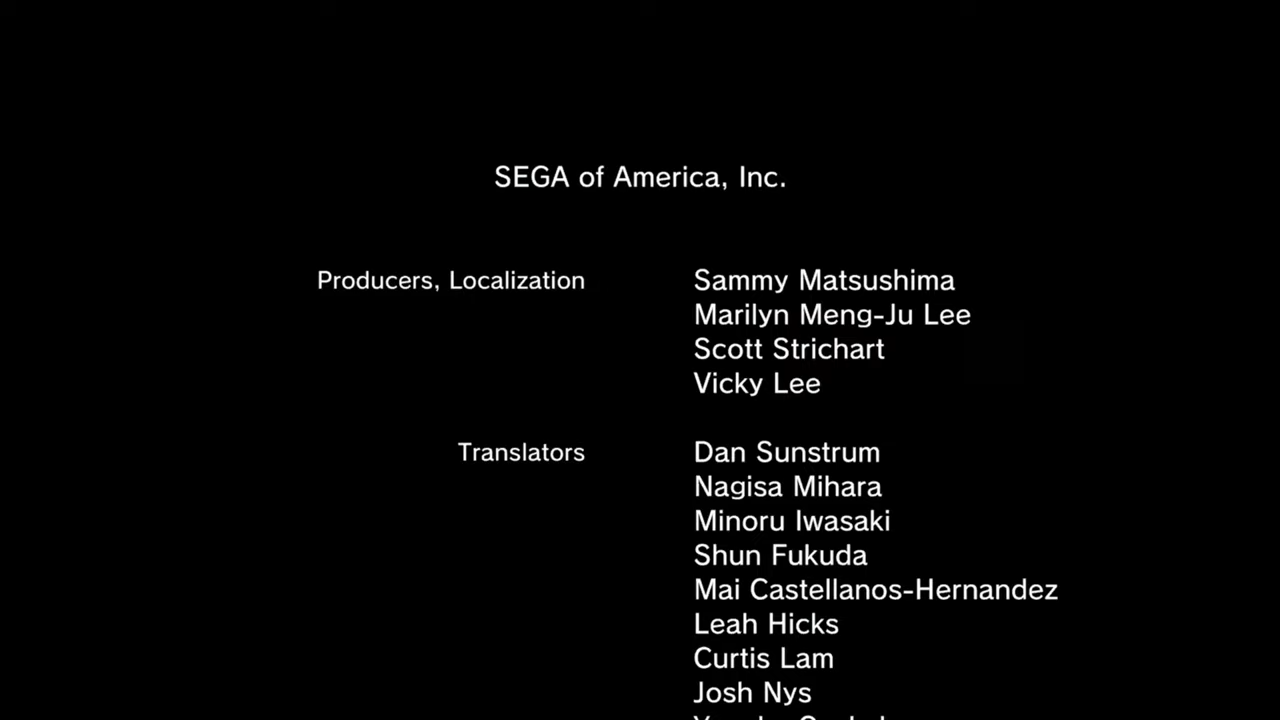 SEGA of America, Inc.
Producers, Localization Sammy Matsushima
Marilyn Meng-Ju Lee
Scott Strichart
Vicky Lee
Translators Dan Sunstrum
Nagisa Mihara
Minoru Iwasaki
Shun Fukuda
Mai Castellanos-Hernandez
Leah Hicks
Curtis Lam
Josh Nys